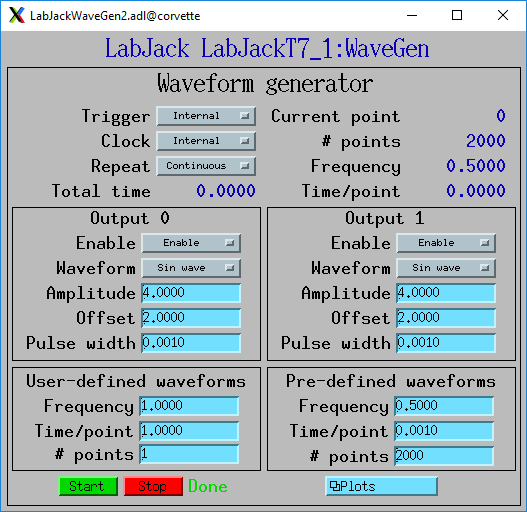 LabJackWaveGen2.adl@corvette
LabJack LabJackT7_1:WaveGen
Waveform generator
Trigger Internal Current point 0
Clock Internal # points 2000
Repeat Continuous Frequency 0.5000
Total time 0.0000 Time/point 0.0000
Output 0
Enable Enable
Waveform Sin wave
Amplitude 4.0000
Offset 2.0000
Pulse width 0.0010
Output 1
Enable Enable
Waveform Sin wave
Amplitude 4.0000
Offset 2.0000
Pulse width 0.0010
User-defined waveforms
Frequency 1.0000
Time/point 1.0000
# points 1
Pre-defined waveforms
Frequency 0.5000
Time/point 0.0010
# points 2000
Start Stop Done Plots